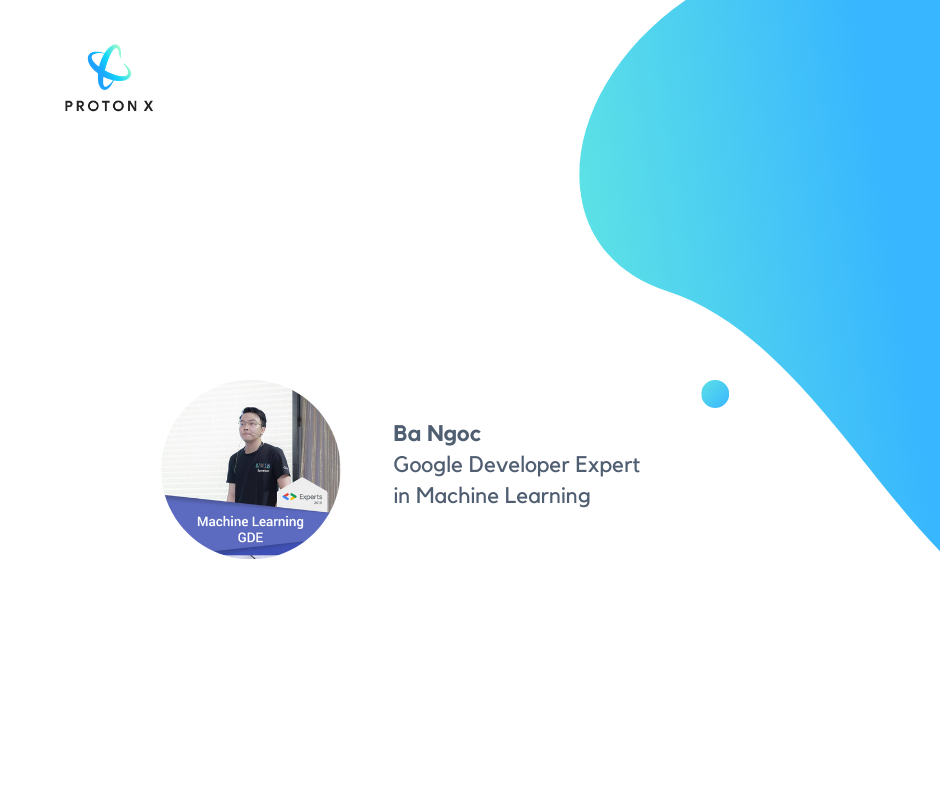 PROTON X
Ba Ngoc
Google Developer Expert
in Machine Learning
Experts
Machine Learning
GDE